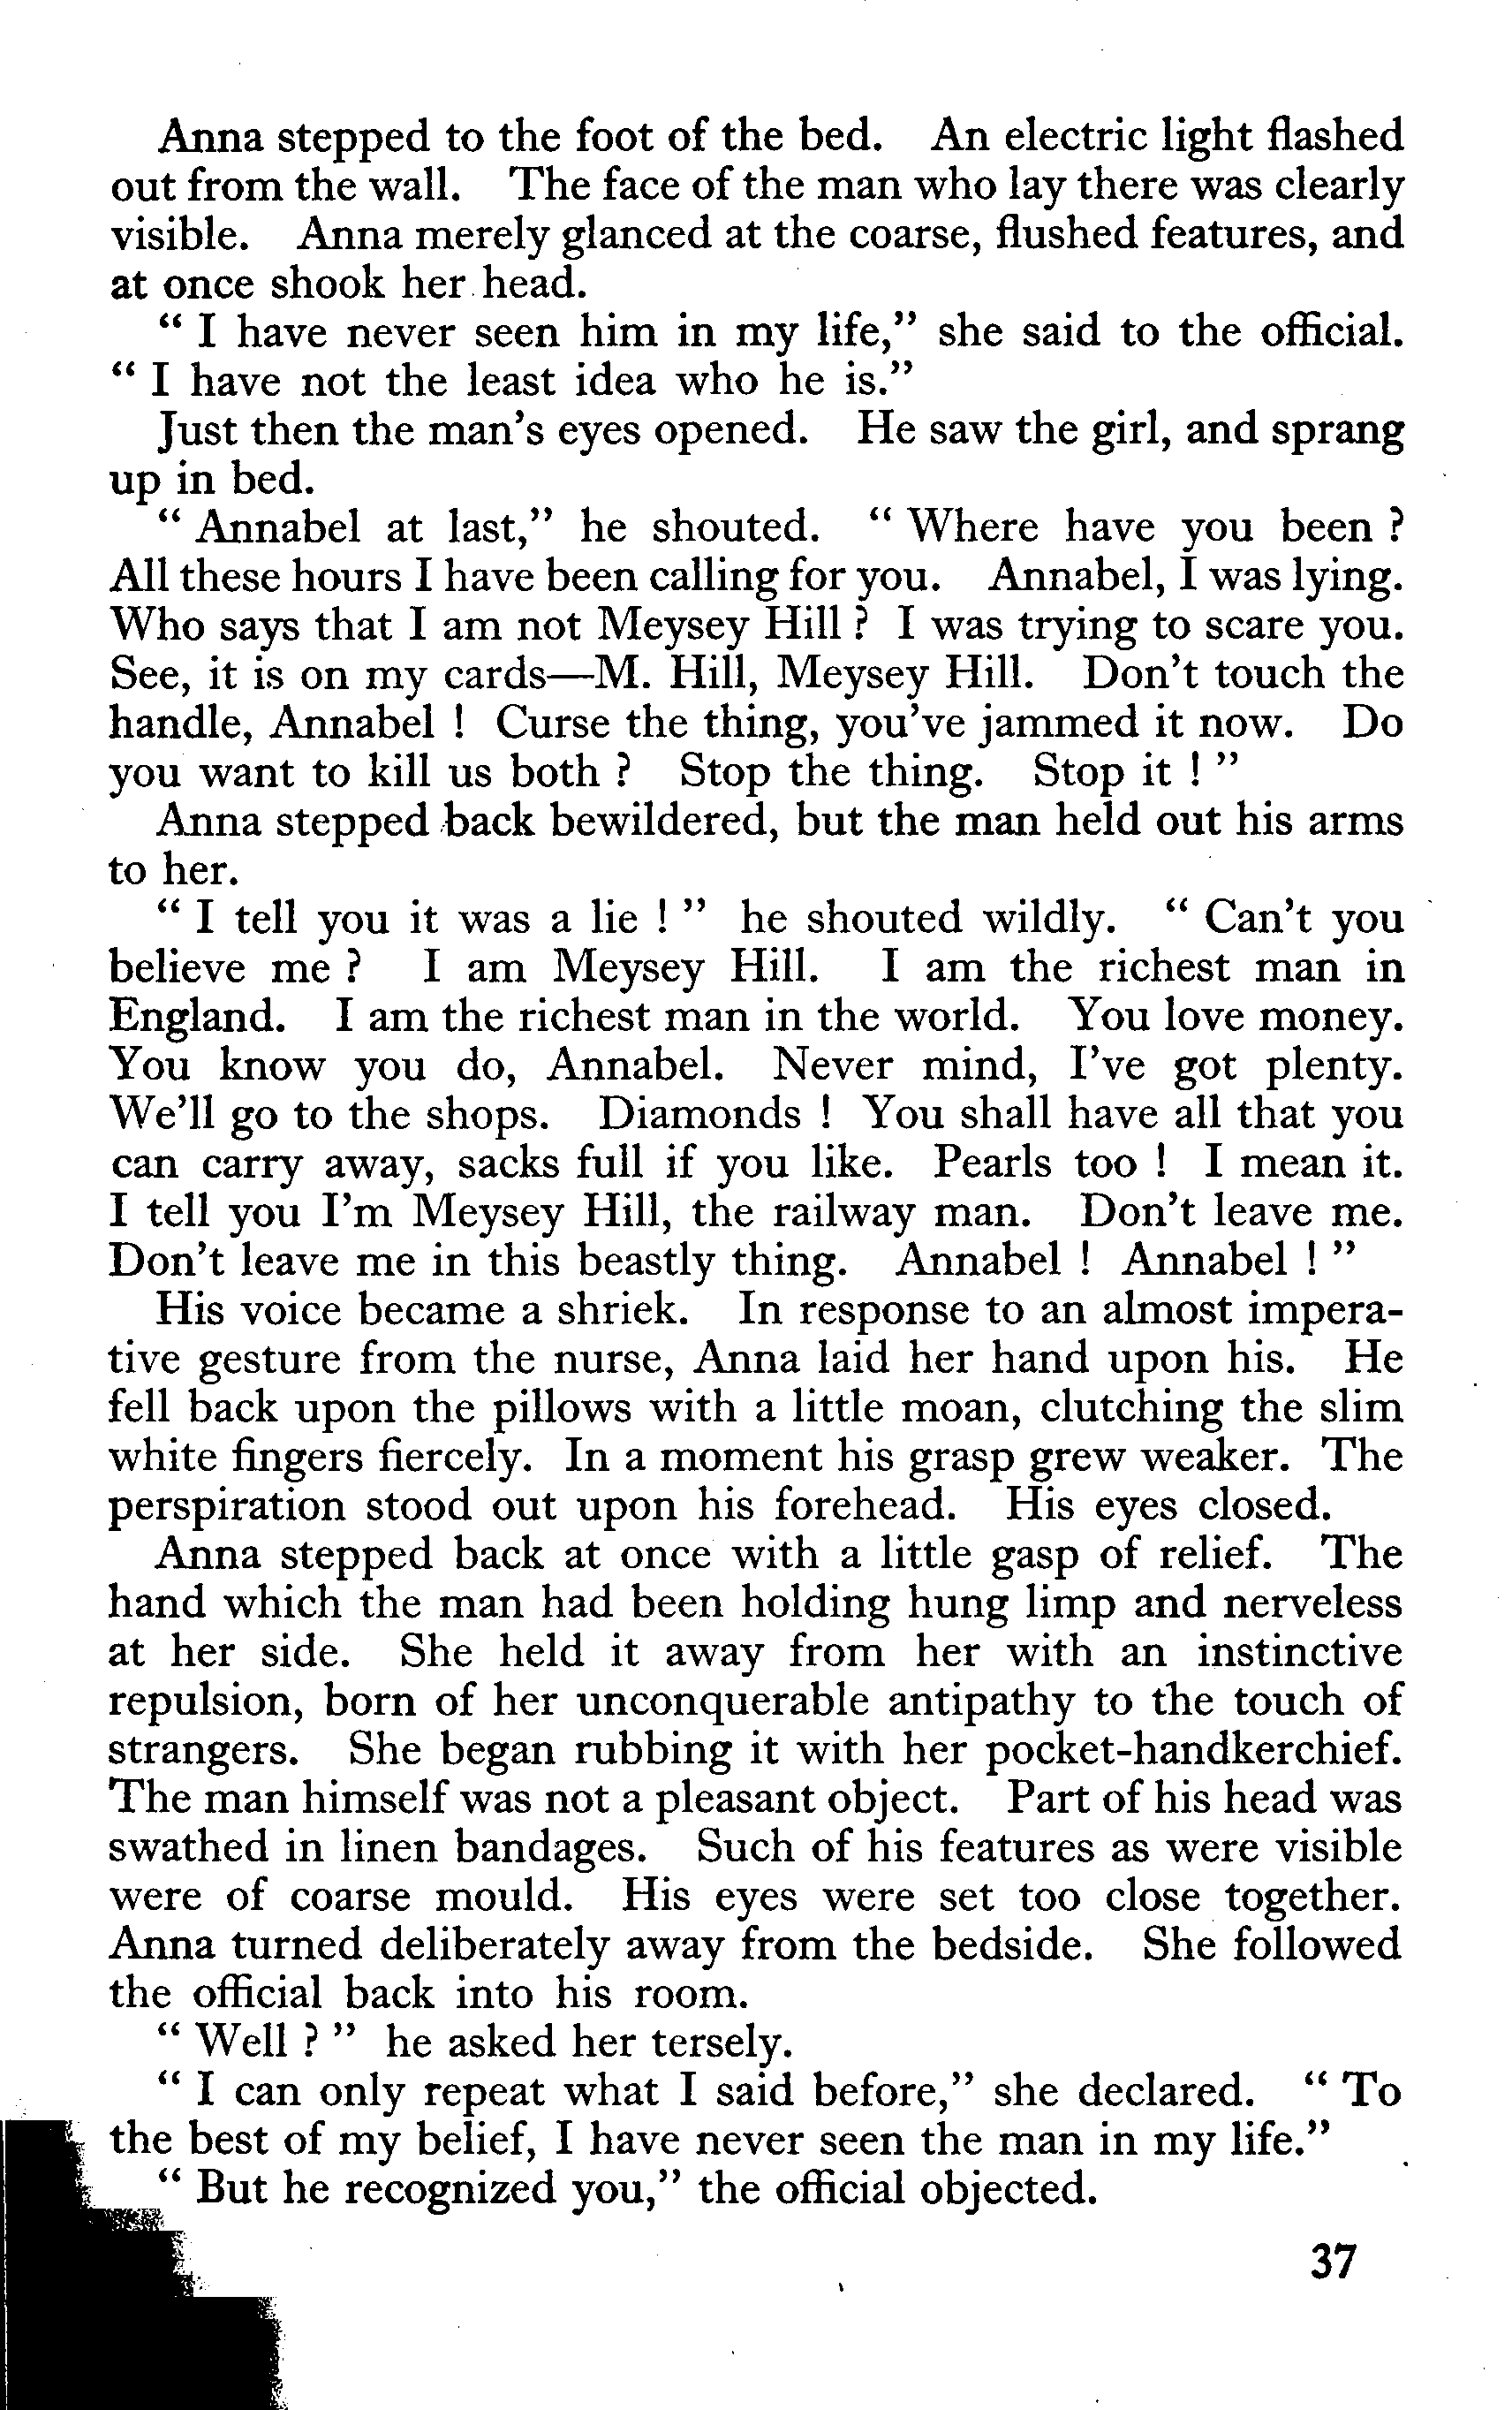 Anna stepped to the foot of the bed. An electric light flashed
out from the wall. The face of the man who lay there was clearly
visible. Anna merely glanced at the coarse, flushed features, and
at once shook her head.
“ I have never seen him in my life,” she said to the official.
“ I have not the least idea who he is.”
Just then the man’s eyes opened. He saw the girl, and sprang
up in bed.
“ Annabel at last,” he shouted. “ Where have you been ?
All these hours I have been calling for you. Annabel, I was lying.
Who says that I am not Meysey Hill ? I was trying to scare you.
See, it is on my cards—M. Hill, Meysey Hill. Don’t touch the
handle, Annabel ! Curse the thing, you’ve jammed it now. Do
you want to kill us both ? Stop the thing. Stop it ! ”
Anna stepped back bewildered, but the man held out his arms
to her.
“ I tell you it was a lie ! ” he shouted wildly. “ Can’t you
believe me ? I am Meysey Hill. I am the richest man in
England. I am the richest man in the world. You love money.
You know you do, Annabel. Never mind, I’ve got plenty.
We’ll go to the shops. Diamonds ! You shall have all that you
can carry away, sacks full if you like. Pearls too ! I mean it.
I tell you I’m Meysey Hill, the railway man. Don’t leave me.
Don’t leave me in this beastly thing. Annabel ! Annabel ! ”
His voice became a shriek. In response to an almost impera-
tive gesture from the nurse, Anna laid her hand upon his. He
fell back upon the pillows with a little moan, clutching the slim
white fingers fiercely. In a moment his grasp grew weaker. The
perspiration stood out upon his forehead. His eyes closed.
Anna stepped back at once with a little gasp of relief. The
hand which the man had been holding hung limp and nerveless
at her side. She held it away from her with an instinctive
repulsion, born of her unconquerable antipathy to the touch of
strangers. She began rubbing it with her pocket-handkerchief.
The man himself was not a pleasant object. Part of his head was
swathed in linen bandages. Such of his features as were visible
were of coarse mould. His eyes were set too close together.
Anna turned deliberately away from the bedside. She followed
the official back into his room.
“ Well ? ” he asked her tersely.
“ I can only repeat what I said before,” she declared. “ To
the best of my belief, I have never seen the man in my life.”
“ But he recognized you,” the official objected.
37